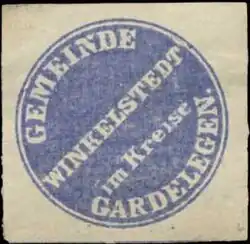 GEMEINDE
WINKELSTEDT
im Kreise
GARDELEGEN.